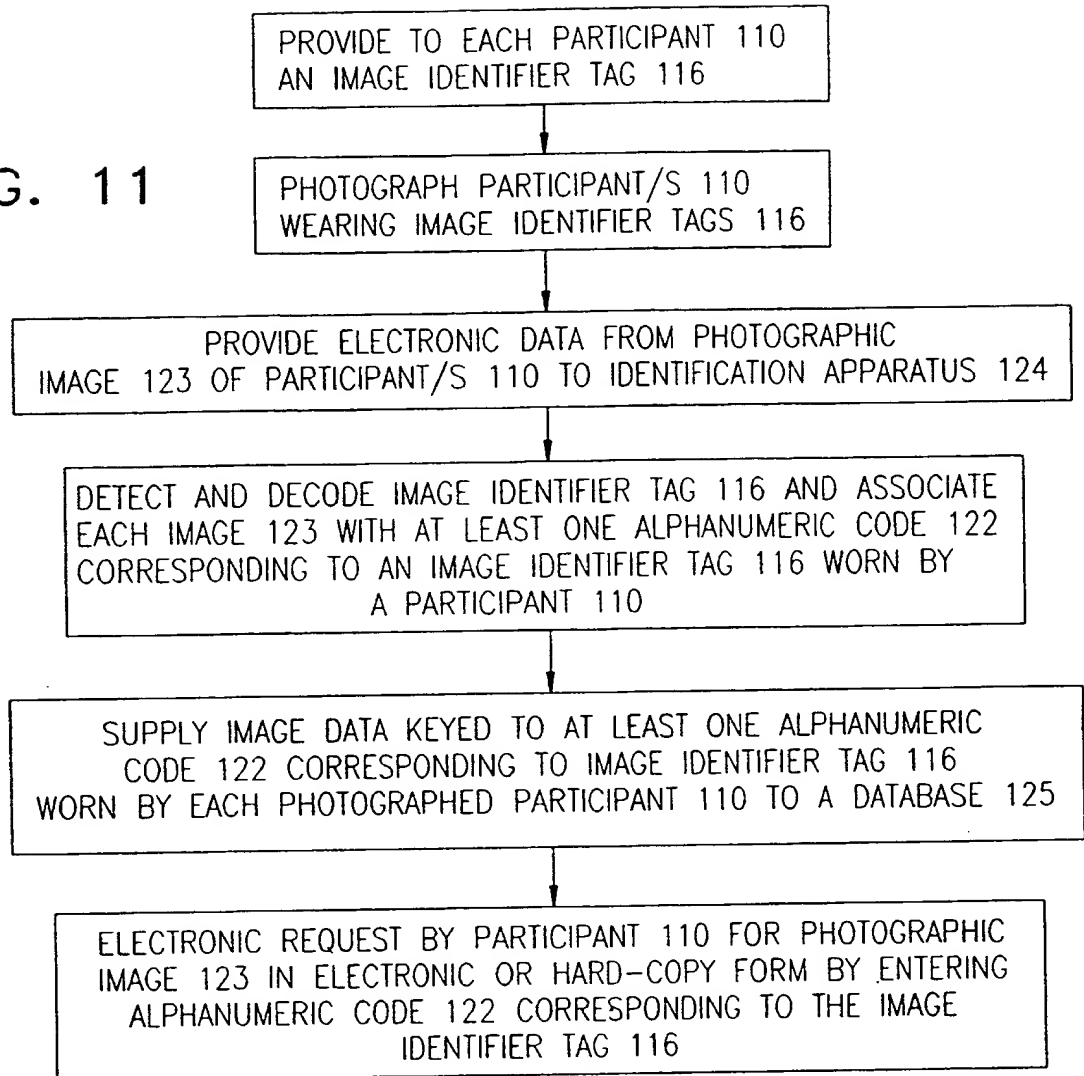 PROVIDE TO EACH PARTICIPANT 110
AN IMAGE IDENTIFIER TAG 116
G. 11
PHOTOGRAPH PARTICIPANT/S 110
WEARING IMAGE IDENTIFIER TAGS 116
PROVIDE ELECTRONIC DATA FROM PHOTOGRAPHIC
IMAGE 123 OF PARTICIPANT/S 110 TO IDENTIFICATION APPARATUS 124
DETECT AND DECODE IMAGE IDENTIFIER TAG 116 AND ASSOCIATE
EACH IMAGE 123 WITH AT LEAST ONE ALPHANUMERIC CODE 122
CORRESPONDING TO AN IMAGE IDENTIFIER TAG 116 WORN BY
A PARTICIPANT 110
SUPPLY IMAGE DATA KEYED TO AT LEAST ONE ALPHANUMERIC
CODE 122 CORRESPONDING TO IMAGE IDENTIFIER TAG 116
WORN BY EACH PHOTOGRAPHED PARTICIPANT 110 TO A DATABASE 125
ELECTRONIC REQUEST BY PARTICIPANT 110 FOR PHOTOGRAPHIC
IMAGE 123 IN ELECTRONIC OR HARD-COPY FORM BY ENTERING
ALPHANUMERIC CODE 122 CORRESPONDING TO THE IMAGE
IDENTIFIER TAG 116